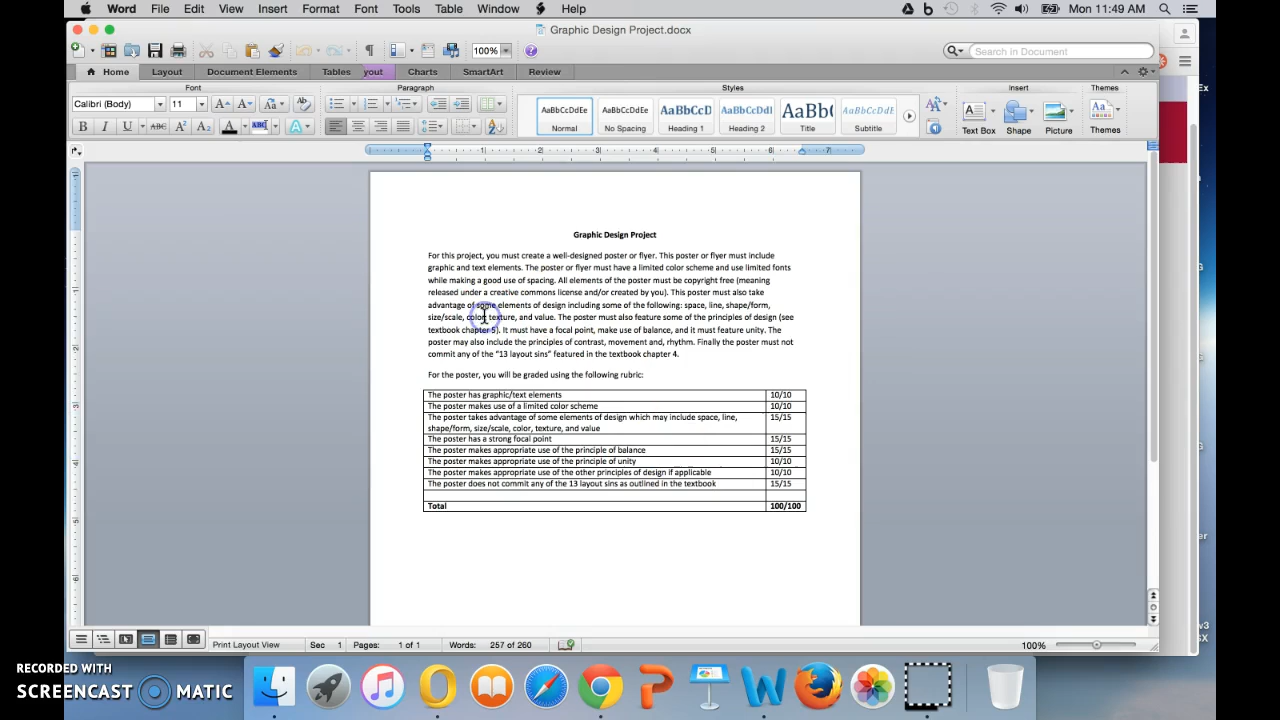 Word File Edit View Insert Format Font Tools Table Window Help Mon 11:49 AM
Graphic Design Project.docx
100% Search in Document
Home Layout Document Elements Tables yout Charts SmartArt Review
Font Paragraph Styles Insert Themes
Calibri (Body) 11
AaBbCcDdEe AaBbCcDdEe AaBbCcD AaBbCcDdI AaBb( AaBbCcDdE
Normal No Spacing Heading 1 Heading 2 Title Subtitle Text Box Shape Picture Themes
Graphic Design Project
For this project, you must create a well-designed poster or flyer. This poster or flyer must include
graphic and text elements. The poster or flyer must have a limited color scheme and use limited fonts
while making a good use of spacing. All elements of the poster must be copyright free (meaning
released under a creative commons license and/or created by you). This poster must also take
advantage of some elements of design including some of the following: space, line, shape/form,
size/scale, color, texture, and value. The poster must also feature some of the principles of design (see
textbook chapter 5). It must have a focal point, make use of balance, and it must feature unity. The
poster may also include the principles of contrast, movement and, rhythm. Finally the poster must not
commit any of the "13 layout sins" featured in the textbook chapter 4.
For the poster, you will be graded using the following rubric:
The poster has graphic/text elements 10/10
The poster makes use of a limited color scheme 10/10
The poster takes advantage of some elements of design which may include space, line, 15/15
shape/form, size/scale, color, texture, and value
The poster has a strong focal point 15/15
The poster makes appropriate use of the principle of balance 15/15
The poster makes appropriate use of the principle of unity 10/10
The poster makes appropriate use of the other principles of design if applicable 10/10
The poster does not commit any of the 13 layout sins as outlined in the textbook 15/15
Total 100/100
Print Layout View Sec 1 Pages: 1 of 1 Words: 257 of 260 100%
RECORDED WITH
SCREENCAST MATIC